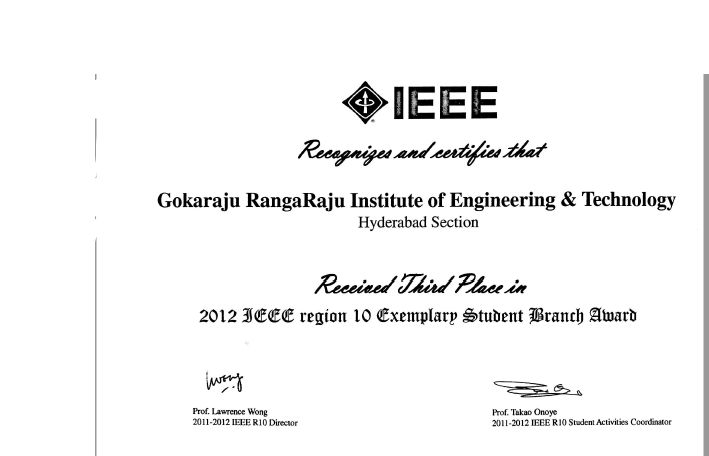 IEEE
Recognizes and certifies that
Gokaraju RangaRaju Institute of Engineering & Technology
Hyderabad Section
Received Third Place in
2012 IEEE region 10 Exemplary Student Branch Award
Wong
Prof. Lawrence Wong
2011-2012 IEEE R10 Director
Prof. Takao Onoye
2011-2012 IEEE R10 Student Activities Coordinator